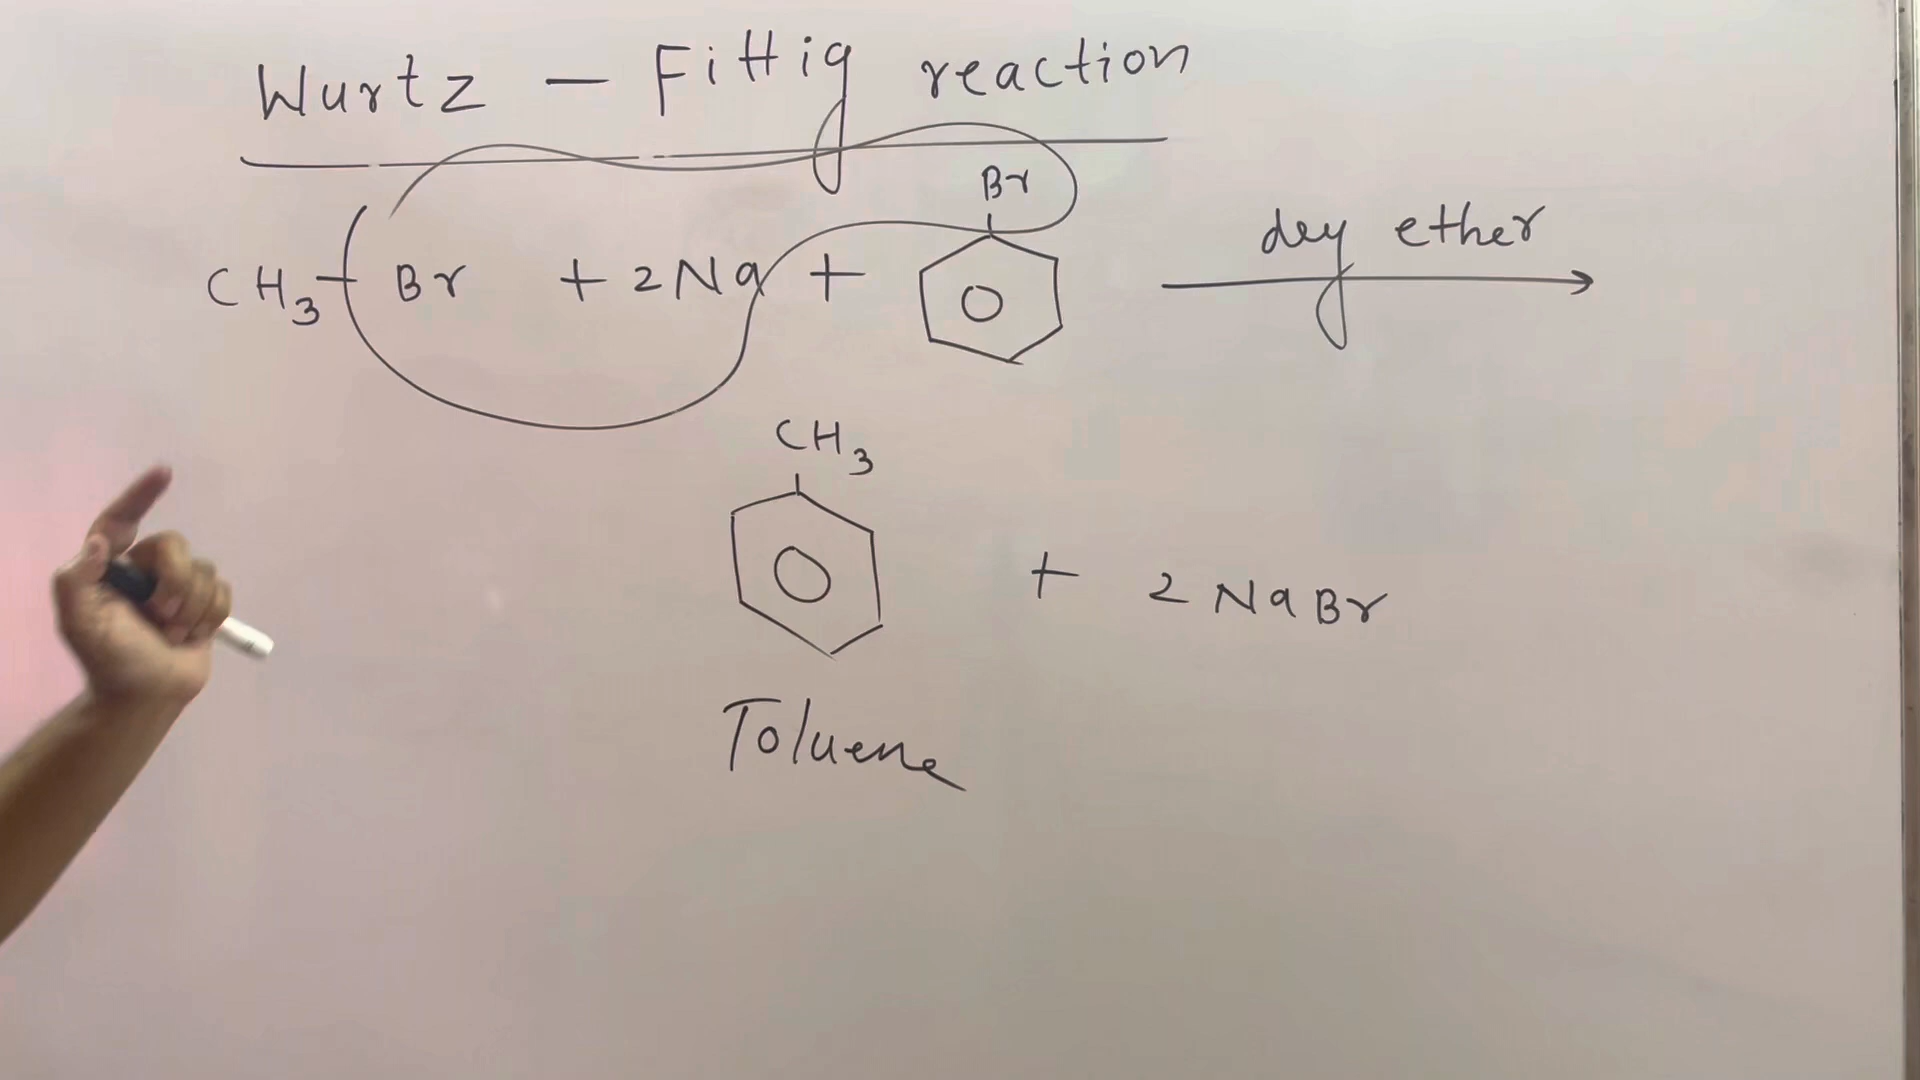 Wurtz – Fittig reaction
Br
CH3 – Br + 2Na + dry ether
CH3
+ 2NaBr
Toluene